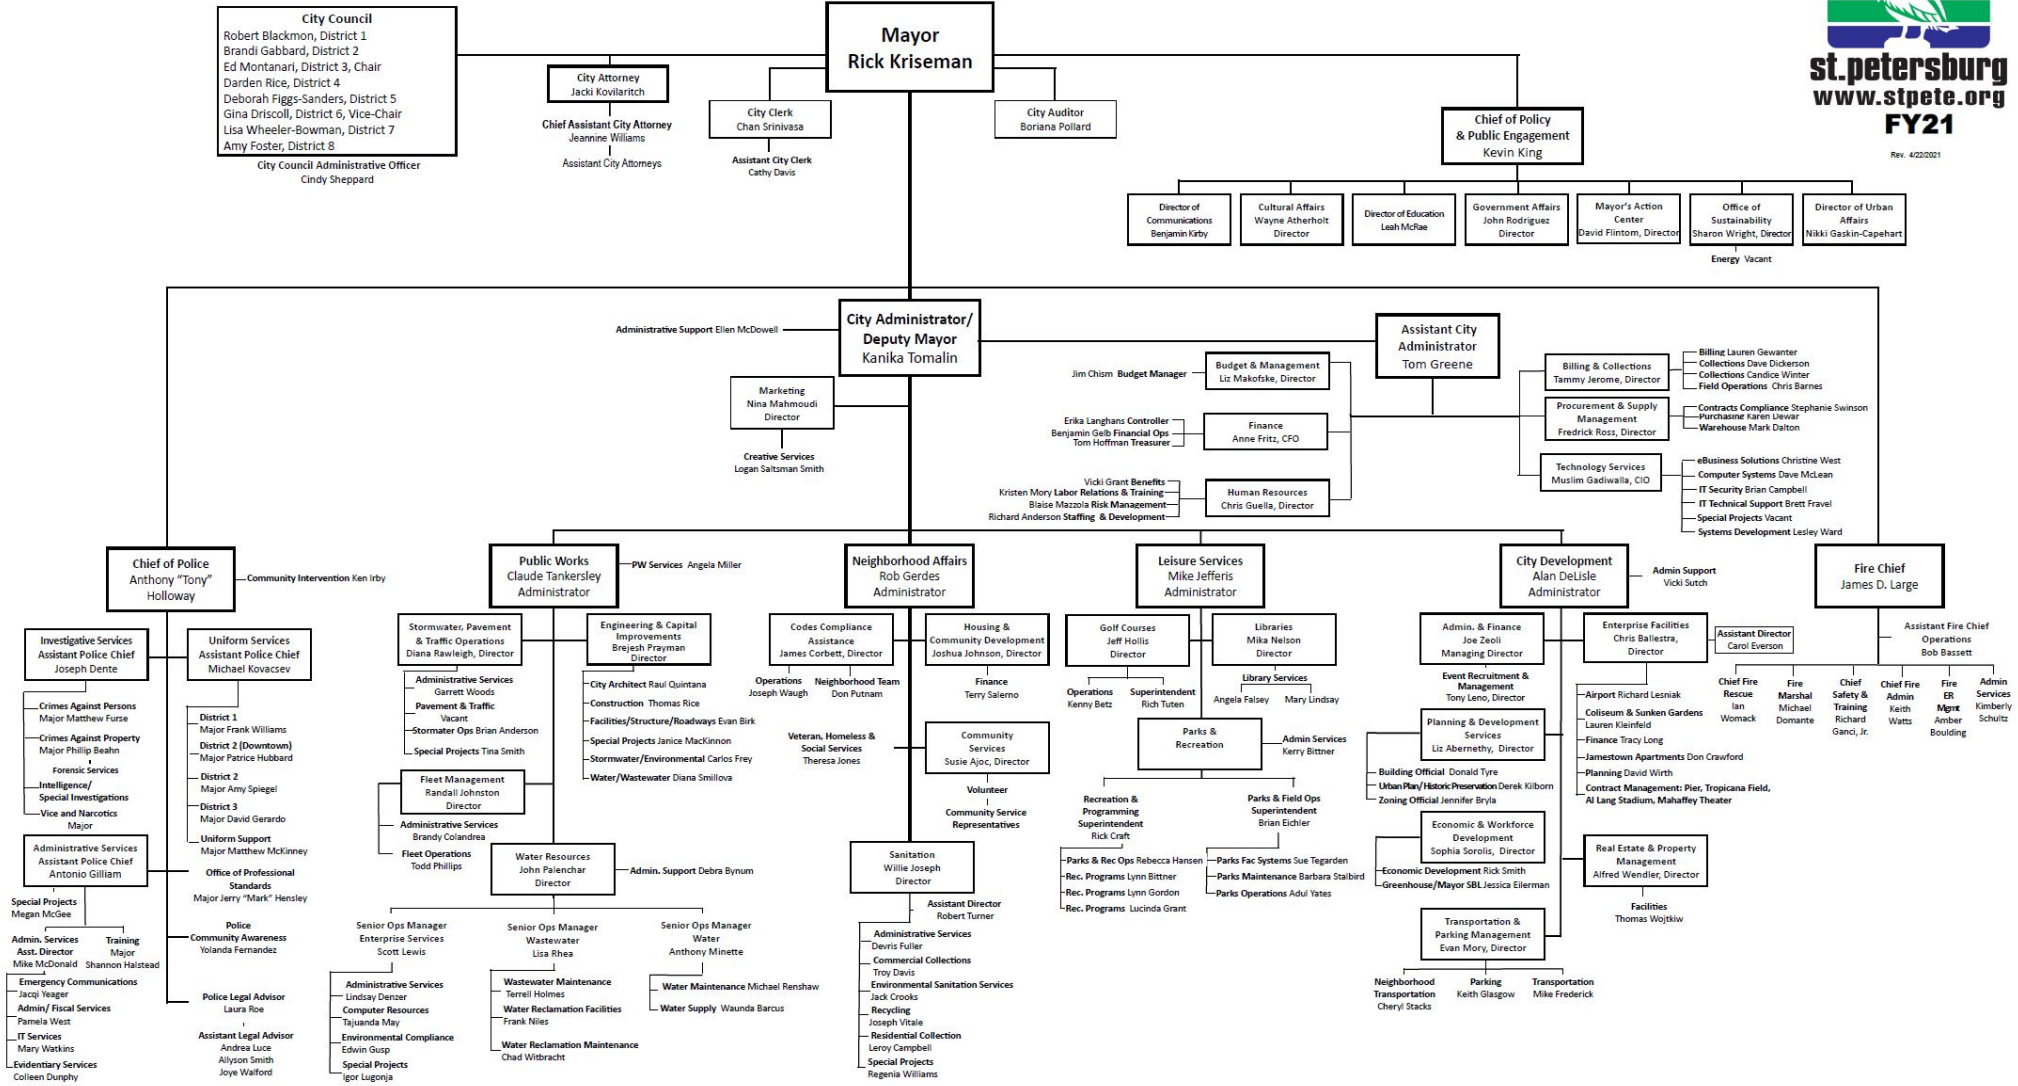 City Council
Robert Blackmon, District 1
Brandi Gabbard, District 2
Ed Montanari, District 3, Chair
Darden Rice, District 4
Deborah Figgs-Sanders, District 5
Gina Driscoll, District 6, Vice-Chair
Lisa Wheeler-Bowman, District 7
Amy Foster, District 8
City Council Administrative Officer
Cindy Sheppard
Mayor
Rick Kriseman
City Attorney
Jacki Kovilaritch
Chief Assistant City Attorney
Jeannine Williams
Assistant City Attorneys
City Clerk
Chan Srinivasa
Assistant City Clerk
Cathy Davis
City Auditor
Boriana Pollard
Chief of Policy
& Public Engagement
Kevin King
st.petersburg
www.stpete.org
FY21
Rev. 4/22/2021
Director of
Communications
Benjamin Kirby
Cultural Affairs
Wayne Atherholt
Director
Director of Education
Leah McRae
Government Affairs
John Rodriguez
Director
Mayor's Action
Center
David Flintom, Director
Office of
Sustainability
Sharon Wright, Director
Energy Vacant
Director of Urban
Affairs
Nikki Gaskin-Capehart
City Administrator/
Deputy Mayor
Kanika Tomalin
Administrative Support Ellen McDowell
Marketing
Nina Mahmoudi
Director
Creative Services
Logan Saltsman Smith
Assistant City
Administrator
Tom Greene
Budget & Management
Liz Makofske, Director
Jim Chism Budget Manager
Finance
Anne Fritz, CFO
Erika Langhans Controller
Benjamin Gelb Financial Ops
Tom Hoffman Treasurer
Human Resources
Chris Guella, Director
Vicki Grant Benefits
Kristen Mory Labor Relations & Training
Blaise Mazzola Risk Management
Richard Anderson Staffing & Development
Billing & Collections
Tammy Jerome, Director
Billing Lauren Gewanter
Collections Dave Dickerson
Collections Candice Winter
Field Operations Chris Barnes
Procurement & Supply
Management
Fredrick Ross, Director
Contracts Compliance Stephanie Swinson
Purchasing Karen Dewar
Warehouse Mark Dalton
Technology Services
Muslim Gadiwalla, CIO
eBusiness Solutions Christine West
Computer Systems Dave McLean
IT Security Brian Campbell
IT Technical Support Brett Fravel
Special Projects Vacant
Systems Development Lesley Ward
Chief of Police
Anthony "Tony"
Holloway
Community Intervention Ken Irby
Investigative Services
Assistant Police Chief
Joseph Dente
Crimes Against Persons
Major Matthew Furse
Crimes Against Property
Major Phillip Beahn
Forensic Services
Intelligence/
Special Investigations
Vice and Narcotics
Major
Uniform Services
Assistant Police Chief
Michael Kovacsev
District 1
Major Frank Williams
District 2 (Downtown)
Major Patrice Hubbard
District 2
Major Amy Spiegel
District 3
Major David Gerardo
Uniform Support
Major Matthew McKinney
Administrative Services
Assistant Police Chief
Antonio Gilliam
Special Projects
Megan McGee
Admin. Services
Asst. Director
Mike McDonald
Training
Major
Shannon Halstead
Emergency Communications
Jacqi Yeager
Admin/ Fiscal Services
Pamela West
IT Services
Mary Watkins
Evidentiary Services
Colleen Dunphy
Office of Professional
Standards
Major Jerry "Mark" Hensley
Police
Community Awareness
Yolanda Fernandez
Police Legal Advisor
Laura Roe
Assistant Legal Advisor
Andrea Luce
Allyson Smith
Joye Walford
Public Works
Claude Tankersley
Administrator
PW Services Angela Miller
Stormwater, Pavement
& Traffic Operations
Diana Rawleigh, Director
Administrative Services
Garrett Woods
Pavement & Traffic
Vacant
Stormater Ops Brian Anderson
Special Projects Tina Smith
Engineering & Capital
Improvements
Brejesh Prayman
Director
City Architect Raul Quintana
Construction Thomas Rice
Facilities/Structure/Roadways Evan Birk
Special Projects Janice MacKinnon
Stormwater/Environmental Carlos Frey
Water/Wastewater Diana Smillova
Fleet Management
Randall Johnston
Director
Administrative Services
Brandy Colandrea
Fleet Operations
Todd Phillips
Water Resources
John Palenchar
Director
Admin. Support Debra Bynum
Senior Ops Manager
Enterprise Services
Scott Lewis
Administrative Services
Lindsay Denzer
Computer Resources
Tajuanda May
Environmental Compliance
Edwin Gusp
Special Projects
Igor Lugonja
Senior Ops Manager
Wastewater
Lisa Rhea
Wastewater Maintenance
Terrell Holmes
Water Reclamation Facilities
Frank Niles
Water Reclamation Maintenance
Chad Witbracht
Senior Ops Manager
Water
Anthony Minette
Water Maintenance Michael Renshaw
Water Supply Waunda Barcus
Neighborhood Affairs
Rob Gerdes
Administrator
Codes Compliance
Assistance
James Corbett, Director
Operations
Joseph Waugh
Neighborhood Team
Don Putnam
Housing &
Community Development
Joshua Johnson, Director
Finance
Terry Salerno
Veteran, Homeless &
Social Services
Theresa Jones
Community
Services
Susie Ajoc, Director
Volunteer
Community Service
Representatives
Sanitation
Willie Joseph
Director
Assistant Director
Robert Turner
Administrative Services
Devris Fuller
Commercial Collections
Troy Davis
Environmental Sanitation Services
Jack Crooks
Recycling
Joseph Vitale
Residential Collection
Leroy Campbell
Special Projects
Regenia Williams
Leisure Services
Mike Jefferis
Administrator
Golf Courses
Jeff Hollis
Director
Operations
Kenny Betz
Superintendent
Rich Tuten
Libraries
Mika Nelson
Director
Library Services
Angela Falsey
Mary Lindsay
Parks &
Recreation
Admin Services
Kerry Bittner
Recreation &
Programming
Superintendent
Rick Craft
Parks & Rec Ops Rebecca Hansen
Rec. Programs Lynn Bittner
Rec. Programs Lynn Gordon
Rec. Programs Lucinda Grant
Parks & Field Ops
Superintendent
Brian Eichler
Parks Fac Systems Sue Tegarden
Parks Maintenance Barbara Stalbird
Parks Operations Adul Yates
City Development
Alan DeLisle
Administrator
Admin Support
Vicki Sutch
Admin. & Finance
Joe Zeoli
Managing Director
Event Recruitment &
Management
Tony Leno, Director
Planning & Development
Services
Liz Abernethy, Director
Building Official Donald Tyre
Urban Plan/ Historic Preservation Derek Kilborn
Zoning Official Jennifer Bryla
Economic & Workforce
Development
Sophia Sorolis, Director
Economic Development Rick Smith
Greenhouse/Mayor SBL Jessica Eilerman
Transportation &
Parking Management
Evan Mory, Director
Neighborhood
Transportation
Cheryl Stacks
Parking
Keith Glasgow
Transportation
Mike Frederick
Enterprise Facilities
Chris Ballestra,
Director
Assistant Director
Carol Everson
Airport Richard Lesniak
Coliseum & Sunken Gardens
Lauren Kleinfeld
Finance Tracy Long
Jamestown Apartments Don Crawford
Planning David Wirth
Contract Management: Pier, Tropicana Field,
Al Lang Stadium, Mahaffey Theater
Real Estate & Property
Management
Alfred Wendler, Director
Facilities
Thomas Wojtkiw
Fire Chief
James D. Large
Assistant Fire Chief
Operations
Bob Bassett
Chief Fire
Rescue
Ian
Womack
Fire
Marshal
Michael
Domante
Chief
Safety &
Training
Richard
Ganci, Jr.
Chief Fire
Admin
Keith
Watts
Fire
ER
Mgmt
Amber
Boulding
Admin
Services
Kimberly
Schultz